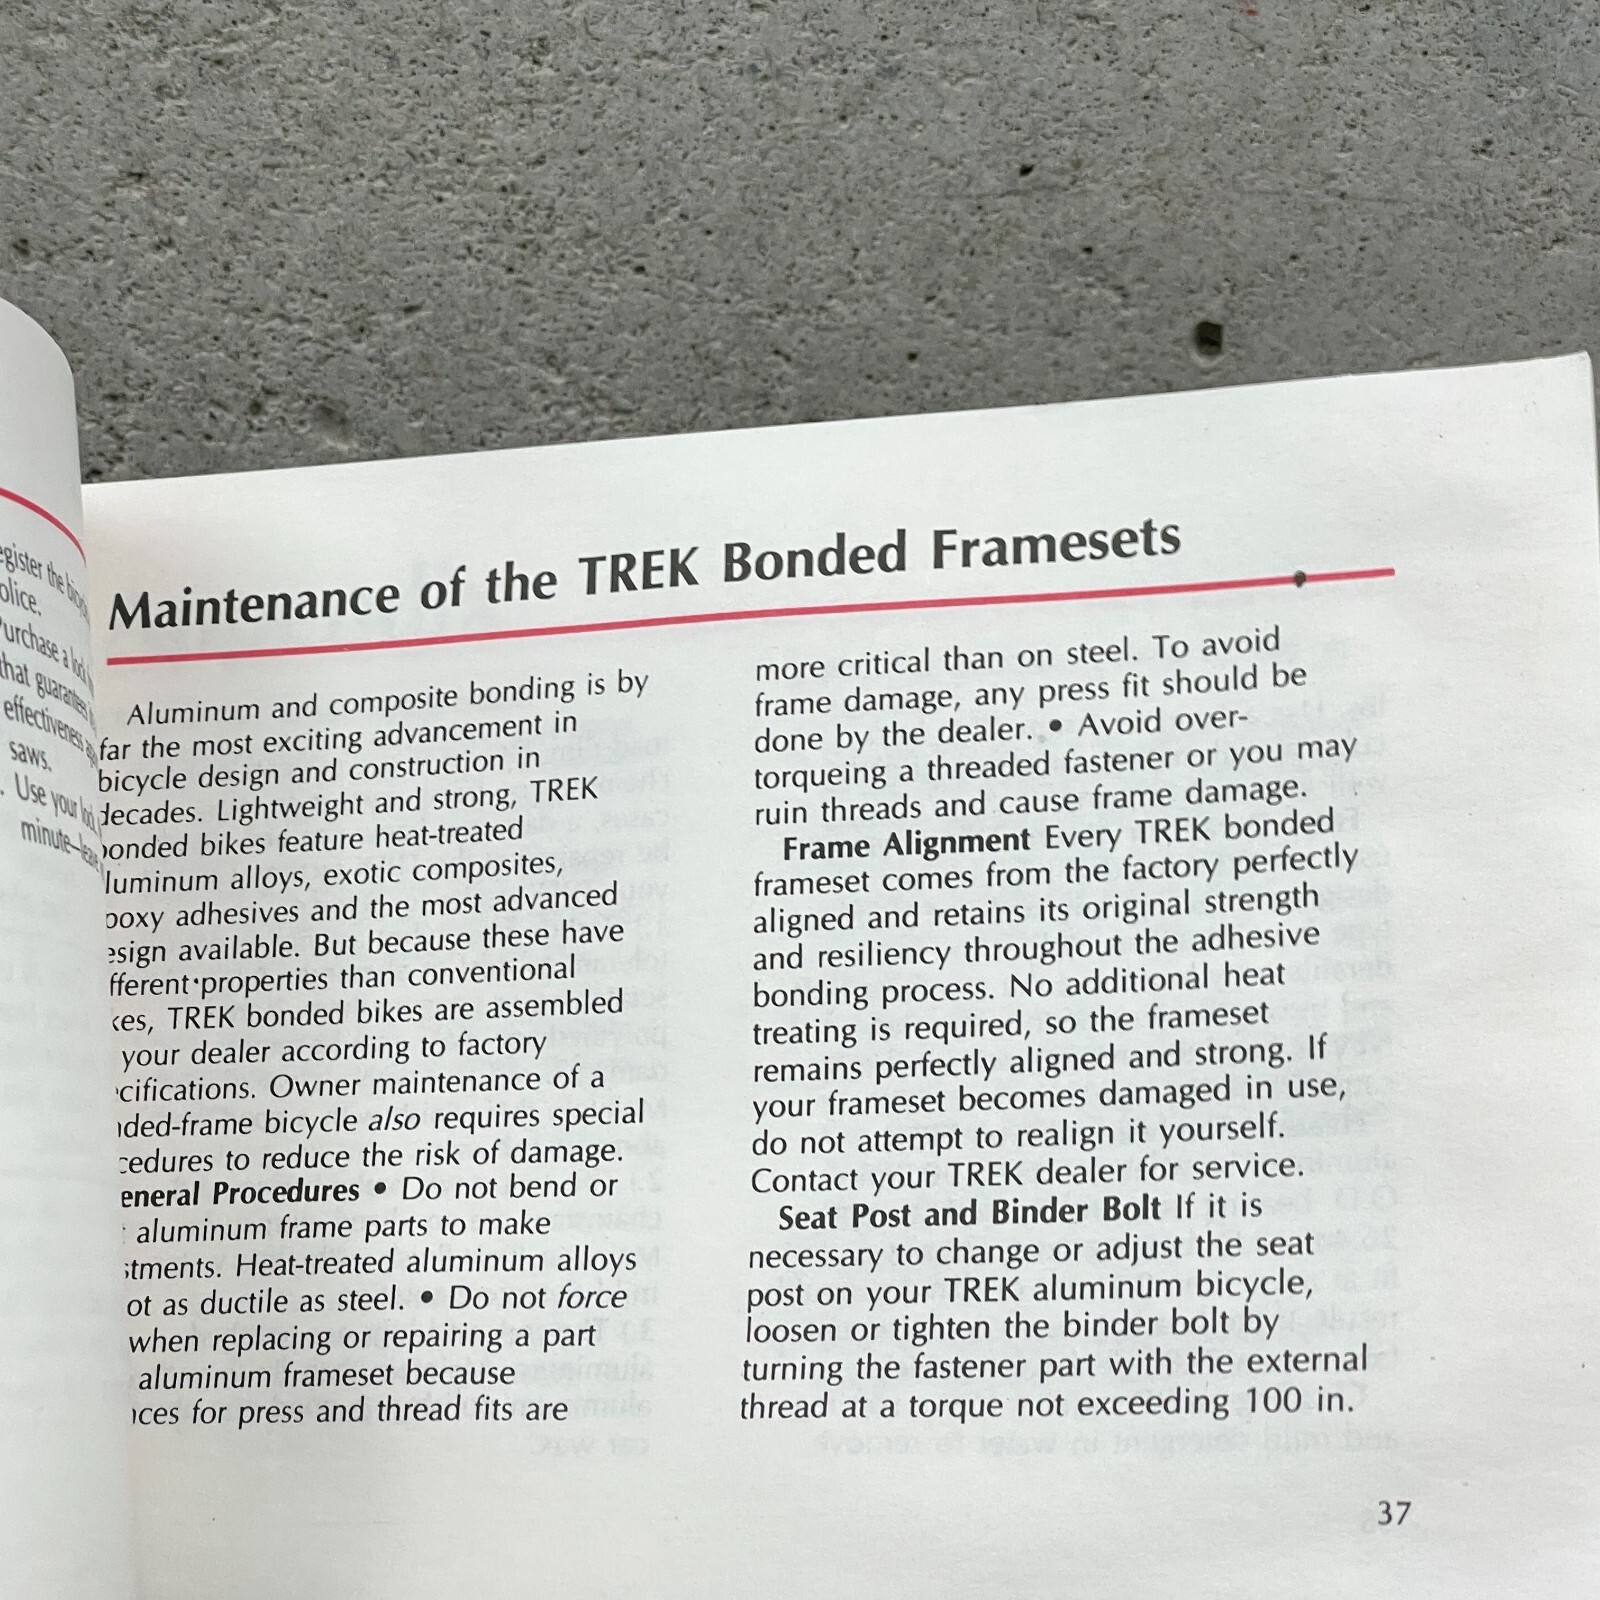 egister the
olice.
Purchase a
that guarantees
effectiveness
saws.
Use your
minute—leave
Maintenance of the TREK Bonded Framesets
Aluminum and composite bonding is by
far the most exciting advancement in
bicycle design and construction in
decades. Lightweight and strong, TREK
bonded bikes feature heat-treated
luminum alloys, exotic composites,
poxy adhesives and the most advanced
esign available. But because these have
fferent properties than conventional
kes, TREK bonded bikes are assembled
your dealer according to factory
cifications. Owner maintenance of a
nded-frame bicycle also requires special
cedures to reduce the risk of damage.
eneral Procedures • Do not bend or
aluminum frame parts to make
stments. Heat-treated aluminum alloys
ot as ductile as steel. • Do not force
when replacing or repairing a part
aluminum frameset because
nces for press and thread fits are
more critical than on steel. To avoid
frame damage, any press fit should be
done by the dealer. • Avoid over-
torqueing a threaded fastener or you may
ruin threads and cause frame damage.
Frame Alignment Every TREK bonded
frameset comes from the factory perfectly
aligned and retains its original strength
and resiliency throughout the adhesive
bonding process. No additional heat
treating is required, so the frameset
remains perfectly aligned and strong. If
your frameset becomes damaged in use,
do not attempt to realign it yourself.
Contact your TREK dealer for service.
Seat Post and Binder Bolt If it is
necessary to change or adjust the seat
post on your TREK aluminum bicycle,
loosen or tighten the binder bolt by
turning the fastener part with the external
thread at a torque not exceeding 100 in.
37